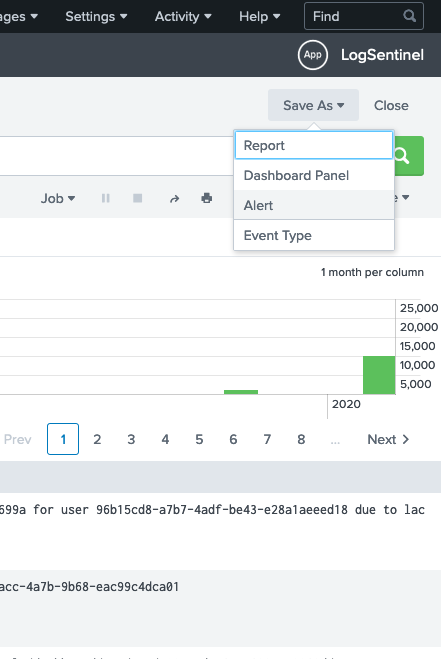 ages Settings Activity Help Find
App LogSentinel
Save As Close
Report
Dashboard Panel
Job
Alert
Event Type
1 month per column
25,000
20,000
15,000
10,000
5,000
2020
Prev 1 2 3 4 5 6 7 8 ... Next
699a for user 96b15cd8-a7b7-4adf-be43-e28a1aeeed18 due to lac
acc-4a7b-9b68-eac99c4dca01